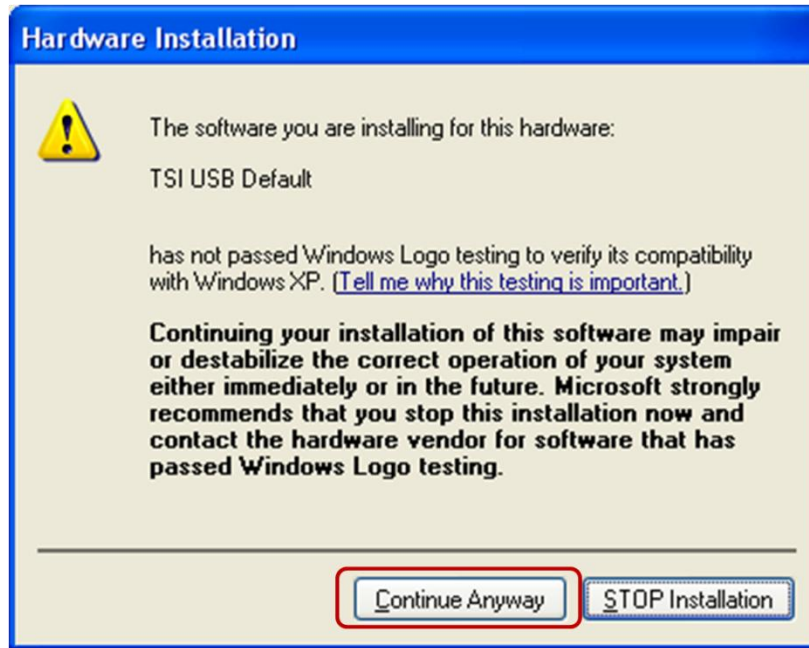 Hardware Installation
The software you are installing for this hardware:
TSI USB Default
has not passed Windows Logo testing to verify its compatibility
with Windows XP. (Tell me why this testing is important.)
Continuing your installation of this software may impair
or destabilize the correct operation of your system
either immediately or in the future. Microsoft strongly
recommends that you stop this installation now and
contact the hardware vendor for software that has
passed Windows Logo testing.
Continue Anyway
STOP Installation